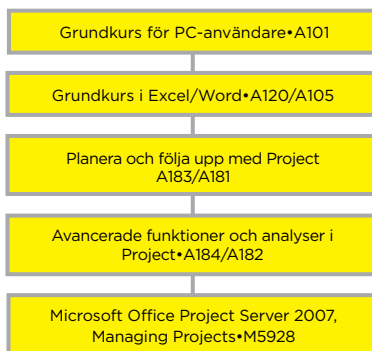 Grundkurs för PC-användare•A101
Grundkurs i Excel/Word•A120/A105
Planera och följa upp med Project
A183/A181
Avancerade funktioner och analyser i
Project•A184/A182
Microsoft Office Project Server 2007,
Managing Projects•M5928